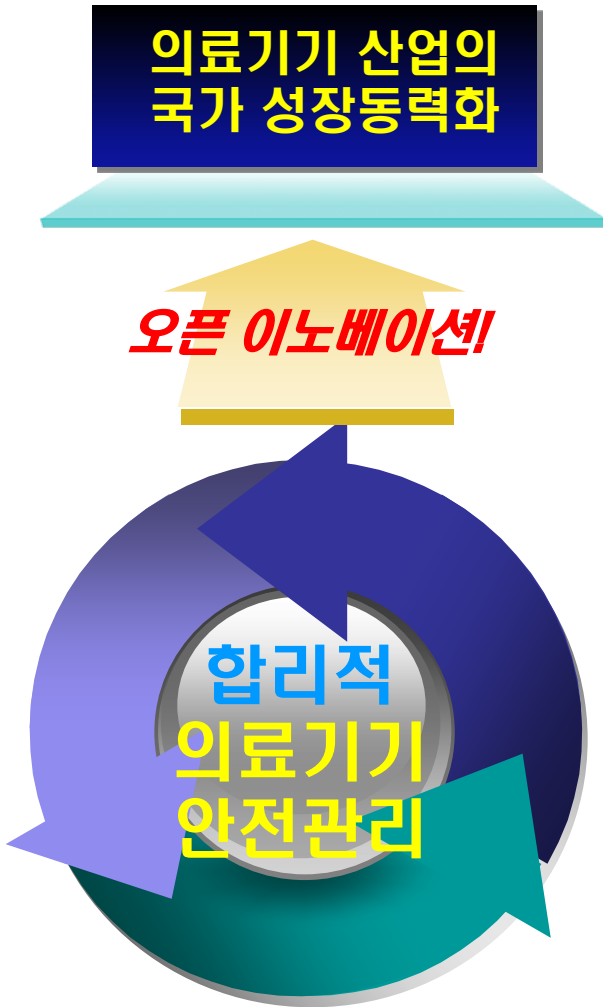 의료기기 산업의
국가 성장동력화
오픈 이노베이션!
합리적
의료기기
안전관리